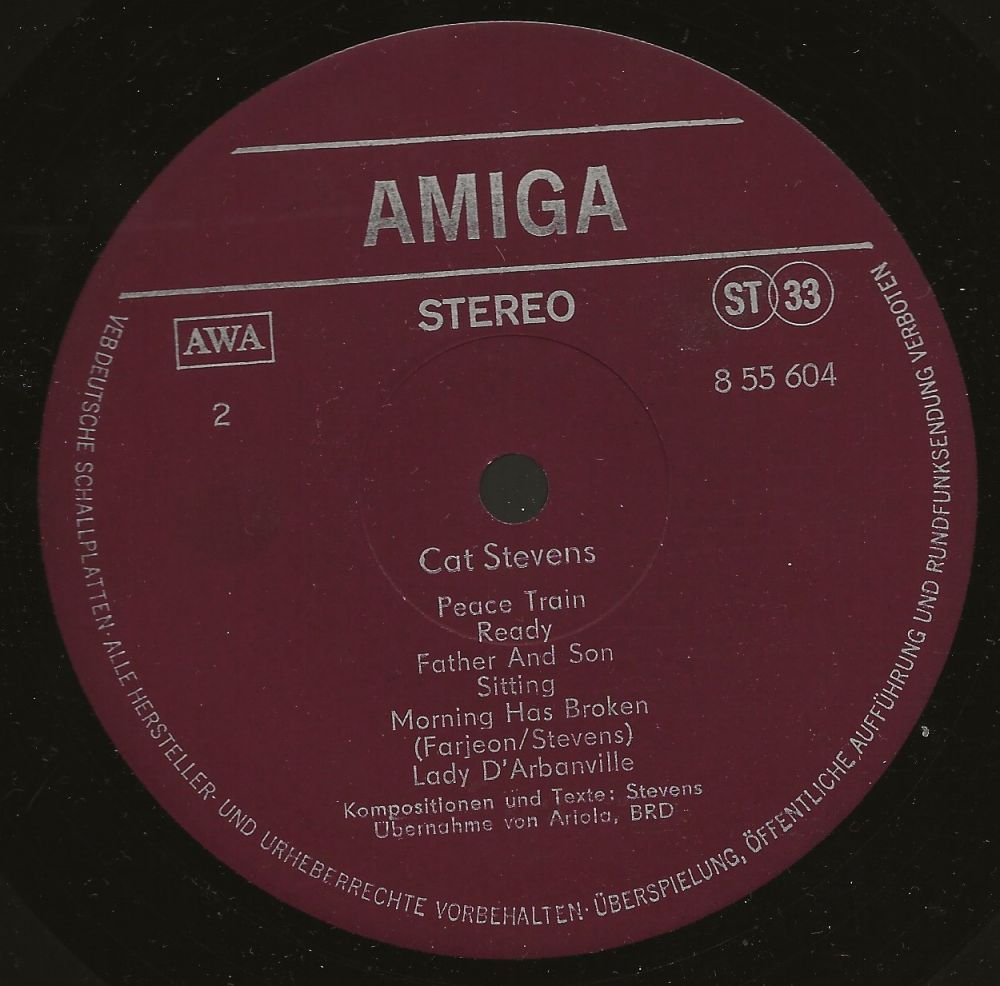 AMIGA
STEREO
ST 33
AWA
8 55 604
2
Cat Stevens
Peace Train
Ready
Father And Son
Sitting
Morning Has Broken
(Farjeon/Stevens)
Lady D'Arbanville
Kompositionen und Texte: Stevens
Übernahme von Ariola, BRD
VEB DEUTSCHE SCHALLPLATTEN · ALLE HERSTELLER- UND URHEBERRECHTE VORBEHALTEN · ÜBERSPIELUNG, ÖFFENTLICHE AUFFÜHRUNG UND RUNDFUNKSENDUNG VERBOTEN